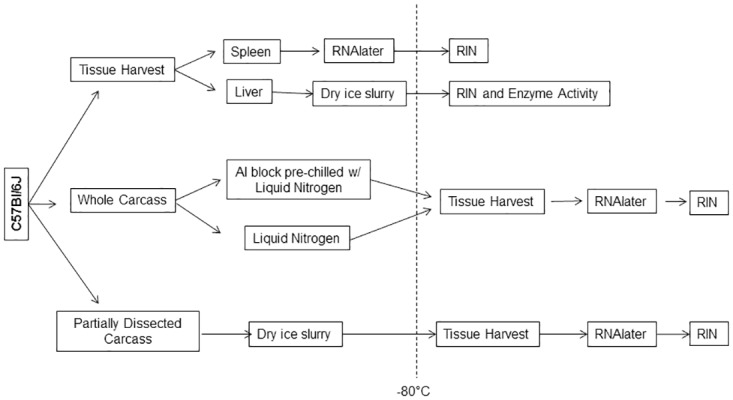 Spleen
RNAlater
RIN
Tissue Harvest
Liver
Dry ice slurry
RIN and Enzyme Activity
C57Bl/6J
Whole Carcass
Al block pre-chilled w/
Liquid Nitrogen
Liquid Nitrogen
Tissue Harvest
RNAlater
RIN
Partially Dissected
Carcass
Dry ice slurry
Tissue Harvest
RNAlater
RIN
-80°C